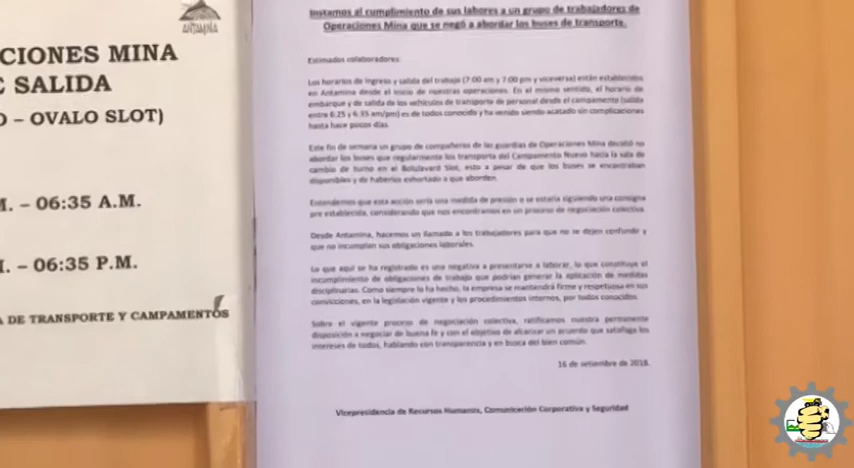 ANTAMINA
CIONES MINA
SALIDA
O – OVALO SLOT)
M. – 06:35 A.M.
M. – 06:35 P.M.
A DE TRANSPORTE Y CAMPAMENTOS
Instamos al cumplimiento de sus labores a un grupo de trabajadores de
Operaciones Mina que se negó a abordar los buses de transporte.
Estimados colaboradores:
Los horarios de ingreso y salida del trabajo (7:00 am y 7:00 pm y viceversa) están establecidos
en Antamina desde el inicio de nuestras operaciones. En el mismo sentido, el horario de
embarque y de salida de los vehículos de transporte de personal desde el campamento (salida
entre 6:25 y 6:35 am/pm) es de todos conocido y ha venido siendo acatado sin complicaciones
hasta hace pocos días.
Este fin de semana un grupo de compañeros de las guardias de Operaciones Mina decidió no
abordar los buses que regularmente los transporta del Campamento Nuevo hacia la sala de
cambio de turno en el Boulevard Slot, esto a pesar de que los buses se encontraban
disponibles y de haberlos exhortado a que aborden.
Entendemos que esta acción sería una medida de presión o se estaría siguiendo una consigna
pre establecida, considerando que nos encontramos en un proceso de negociación colectiva.
Desde Antamina, hacemos un llamado a los trabajadores para que no se dejen confundir y
que no incumplan sus obligaciones laborales.
Lo que aquí se ha registrado es una negativa a presentarse a laborar, lo que constituye el
incumplimiento de obligaciones de trabajo que podrían generar la aplicación de medidas
disciplinarias. Como siempre lo ha hecho, la empresa se mantendrá firme y respetuosa en sus
convicciones, en la legislación vigente y los procedimientos internos, por todos conocidos.
Sobre el vigente proceso de negociación colectiva, ratificamos nuestra permanente
disposición a negociar de buena fe y con el objetivo de alcanzar un acuerdo que satisfaga los
intereses de todos, hablando con transparencia y en busca del bien común.
16 de setiembre de 2018.
Vicepresidencia de Recursos Humanos, Comunicación Corporativa y Seguridad